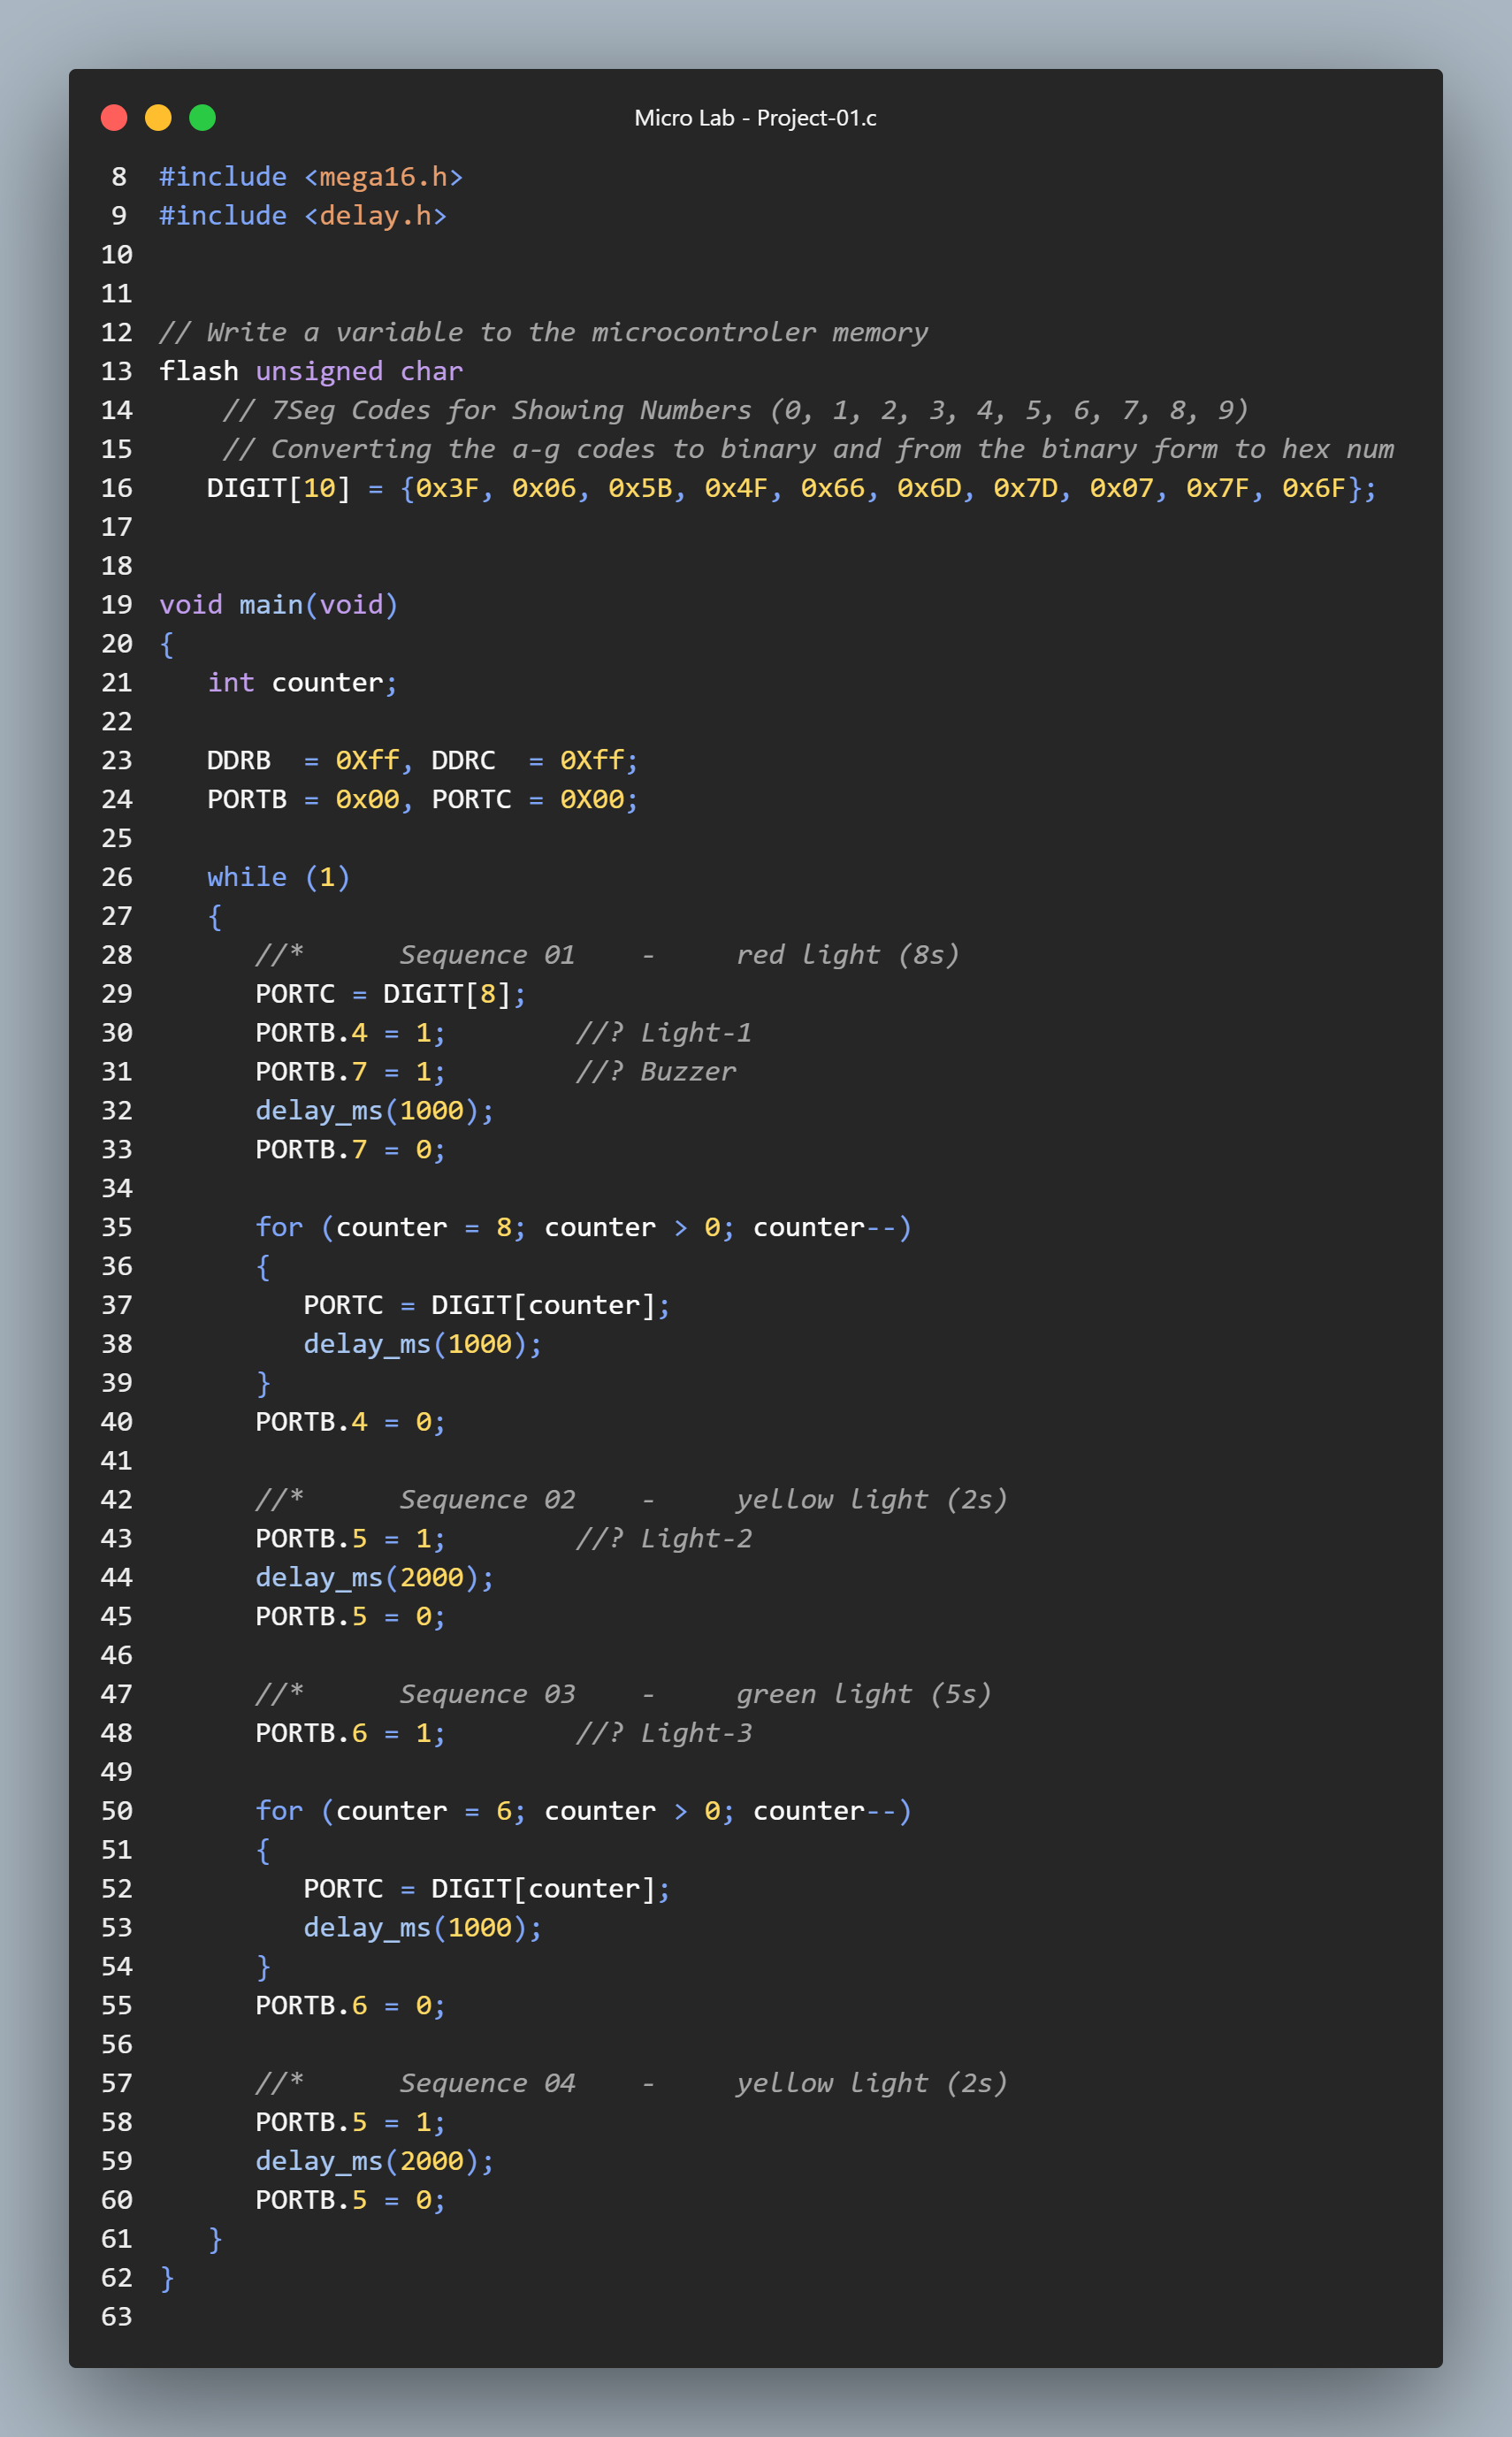 Micro Lab - Project-01.c
8 #include <mega16.h>
9 #include <delay.h>
10
11
12 // Write a variable to the microcontroler memory
13 flash unsigned char
14     // 7Seg Codes for Showing Numbers (0, 1, 2, 3, 4, 5, 6, 7, 8, 9)
15     // Converting the a-g codes to binary and from the binary form to hex num
16    DIGIT[10] = {0x3F, 0x06, 0x5B, 0x4F, 0x66, 0x6D, 0x7D, 0x07, 0x7F, 0x6F};
17
18
19 void main(void)
20 {
21    int counter;
22
23    DDRB  = 0Xff, DDRC  = 0Xff;
24    PORTB = 0x00, PORTC = 0X00;
25
26    while (1)
27    {
28       //*      Sequence 01    -     red light (8s)
29       PORTC = DIGIT[8];
30       PORTB.4 = 1;        //? Light-1
31       PORTB.7 = 1;        //? Buzzer
32       delay_ms(1000);
33       PORTB.7 = 0;
34
35       for (counter = 8; counter > 0; counter--)
36       {
37          PORTC = DIGIT[counter];
38          delay_ms(1000);
39       }
40       PORTB.4 = 0;
41
42       //*      Sequence 02    -     yellow light (2s)
43       PORTB.5 = 1;        //? Light-2
44       delay_ms(2000);
45       PORTB.5 = 0;
46
47       //*      Sequence 03    -     green light (5s)
48       PORTB.6 = 1;        //? Light-3
49
50       for (counter = 6; counter > 0; counter--)
51       {
52          PORTC = DIGIT[counter];
53          delay_ms(1000);
54       }
55       PORTB.6 = 0;
56
57       //*      Sequence 04    -     yellow light (2s)
58       PORTB.5 = 1;
59       delay_ms(2000);
60       PORTB.5 = 0;
61    }
62 }
63